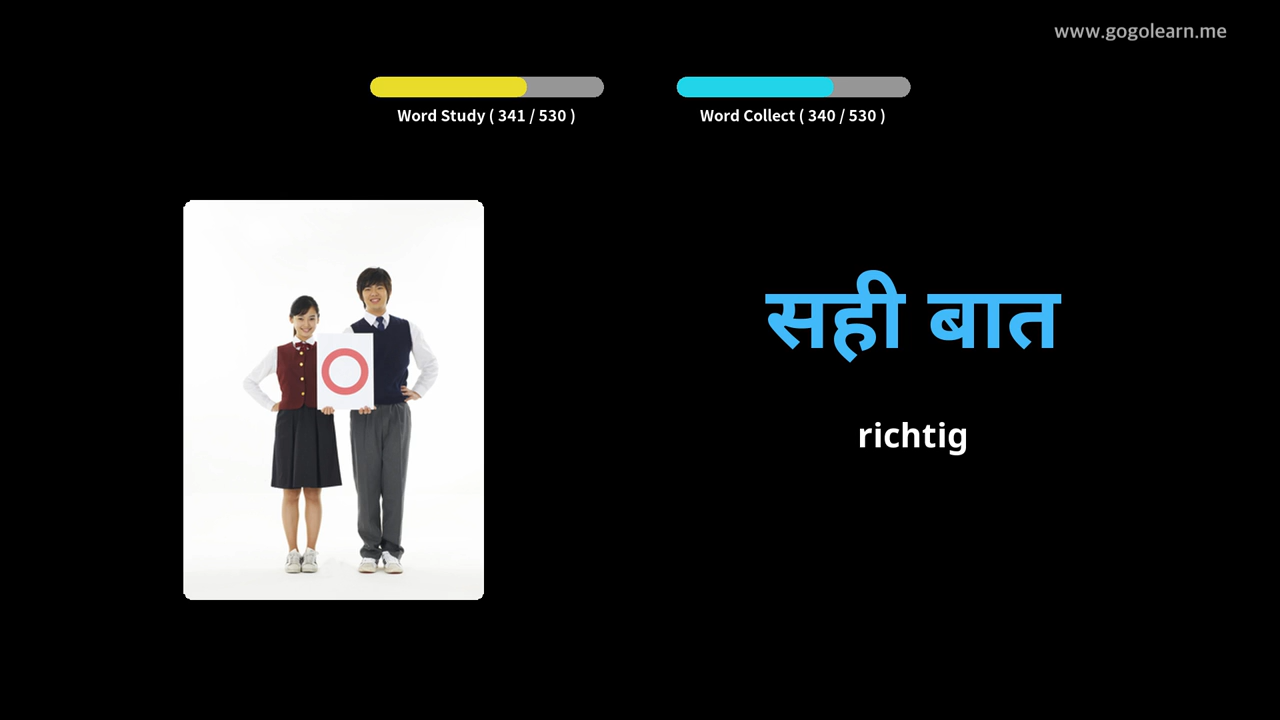 www.gogolearn.me
Word Study ( 341 / 530 )
Word Collect ( 340 / 530 )
सही बात
richtig